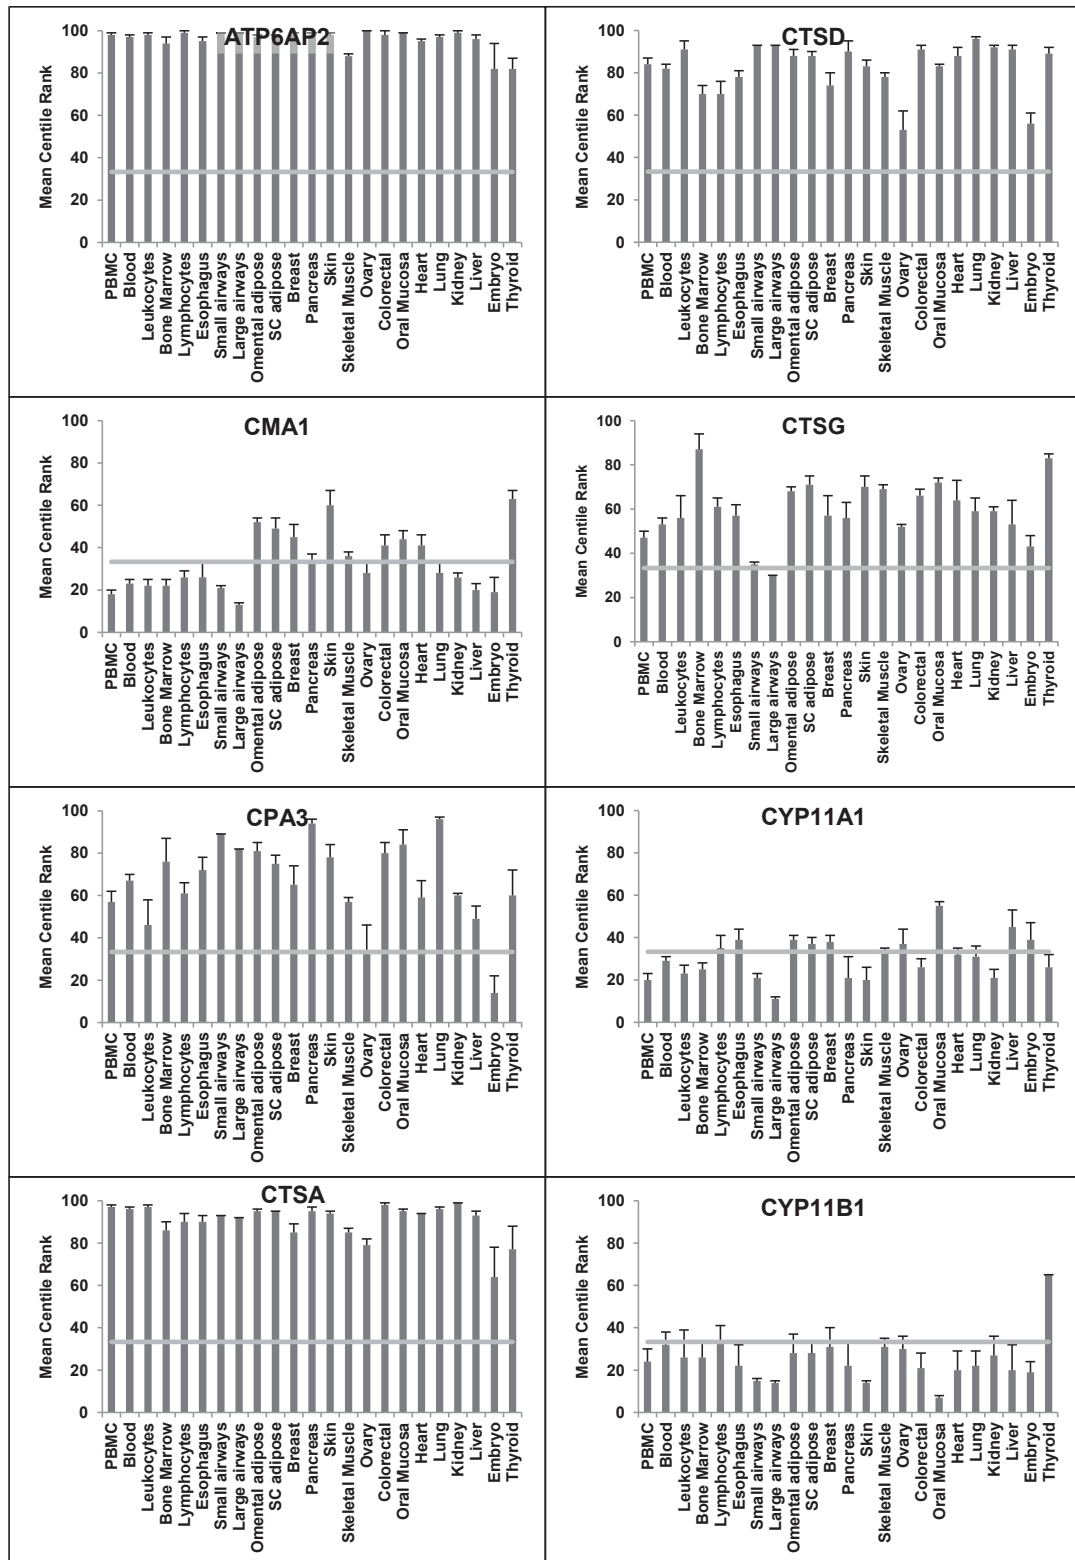 ATP6AP2
Mean Centile Rank
100
80
60
40
20
0
PBMC
Blood
Leukocytes
Bone Marrow
Lymphocytes
Esophagus
Small airways
Large airways
Omental adipose
SC adipose
Breast
Pancreas
Skin
Skeletal Muscle
Ovary
Colorectal
Oral Mucosa
Heart
Lung
Kidney
Liver
Embryo
Thyroid
CTSD
Mean Centile Rank
100
80
60
40
20
0
PBMC
Blood
Leukocytes
Bone Marrow
Lymphocytes
Esophagus
Small airways
Large airways
Omental adipose
SC adipose
Breast
Pancreas
Skin
Skeletal Muscle
Ovary
Colorectal
Oral Mucosa
Heart
Lung
Kidney
Liver
Embryo
Thyroid
CMA1
Mean Centile Rank
100
80
60
40
20
0
PBMC
Blood
Leukocytes
Bone Marrow
Lymphocytes
Esophagus
Small airways
Large airways
Omental adipose
SC adipose
Breast
Pancreas
Skin
Skeletal Muscle
Ovary
Colorectal
Oral Mucosa
Heart
Lung
Kidney
Liver
Embryo
Thyroid
CTSG
Mean Centile Rank
100
80
60
40
20
0
PBMC
Blood
Leukocytes
Bone Marrow
Lymphocytes
Esophagus
Small airways
Large airways
Omental adipose
SC adipose
Breast
Pancreas
Skin
Skeletal Muscle
Ovary
Colorectal
Oral Mucosa
Heart
Lung
Kidney
Liver
Embryo
Thyroid
CPA3
Mean Centile Rank
100
80
60
40
20
0
PBMC
Blood
Leukocytes
Bone Marrow
Lymphocytes
Esophagus
Small airways
Large airways
Omental adipose
SC adipose
Breast
Pancreas
Skin
Skeletal Muscle
Ovary
Colorectal
Oral Mucosa
Heart
Lung
Kidney
Liver
Embryo
Thyroid
CYP11A1
Mean Centile Rank
100
80
60
40
20
0
PBMC
Blood
Leukocytes
Bone Marrow
Lymphocytes
Esophagus
Small airways
Large airways
Omental adipose
SC adipose
Breast
Pancreas
Skin
Skeletal Muscle
Ovary
Colorectal
Oral Mucosa
Heart
Lung
Kidney
Liver
Embryo
Thyroid
CTSA
Mean Centile Rank
100
80
60
40
20
0
PBMC
Blood
Leukocytes
Bone Marrow
Lymphocytes
Esophagus
Small airways
Large airways
Omental adipose
SC adipose
Breast
Pancreas
Skin
Skeletal Muscle
Ovary
Colorectal
Oral Mucosa
Heart
Lung
Kidney
Liver
Embryo
Thyroid
CYP11B1
Mean Centile Rank
100
80
60
40
20
0
PBMC
Blood
Leukocytes
Bone Marrow
Lymphocytes
Esophagus
Small airways
Large airways
Omental adipose
SC adipose
Breast
Pancreas
Skin
Skeletal Muscle
Ovary
Colorectal
Oral Mucosa
Heart
Lung
Kidney
Liver
Embryo
Thyroid